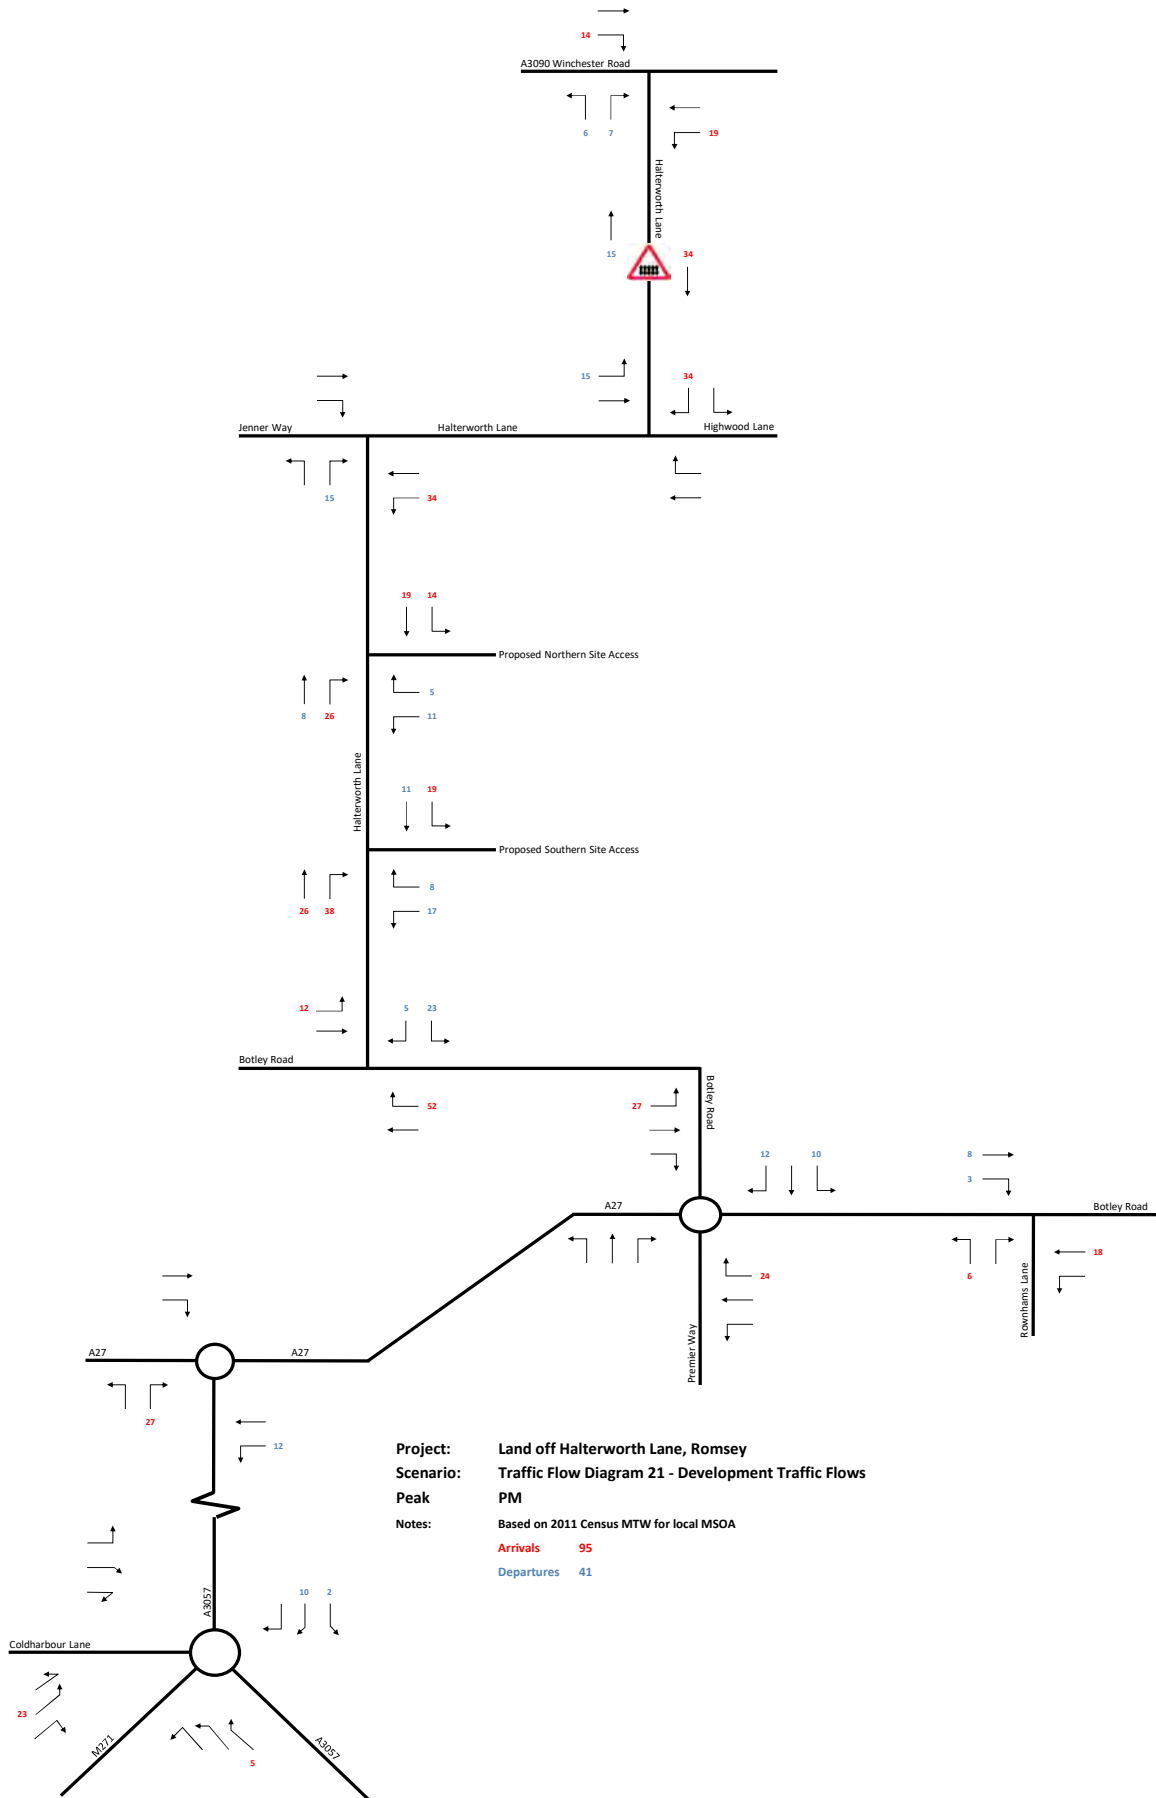 14
A3090 Winchester Road
6 7
19
Halterworth Lane
15
34
15
34
Jenner Way
Halterworth Lane
Highwood Lane
15
34
19 14
Proposed Northern Site Access
5
8 26
11
Halterworth Lane
11 19
Proposed Southern Site Access
8
26 38
17
12
5 23
Botley Road
Botley Road
52
27
12 10
8
3
A27
Botley Road
18
24
6
Rownhams Lane
Premier Way
A27
A27
27
12
Project: Land off Halterworth Lane, Romsey
Scenario: Traffic Flow Diagram 21 - Development Traffic Flows
Peak PM
Notes: Based on 2011 Census MTW for local MSOA
Arrivals 95
Departures 41
A3057
10 2
Coldharbour Lane
23
M271
A3057
5